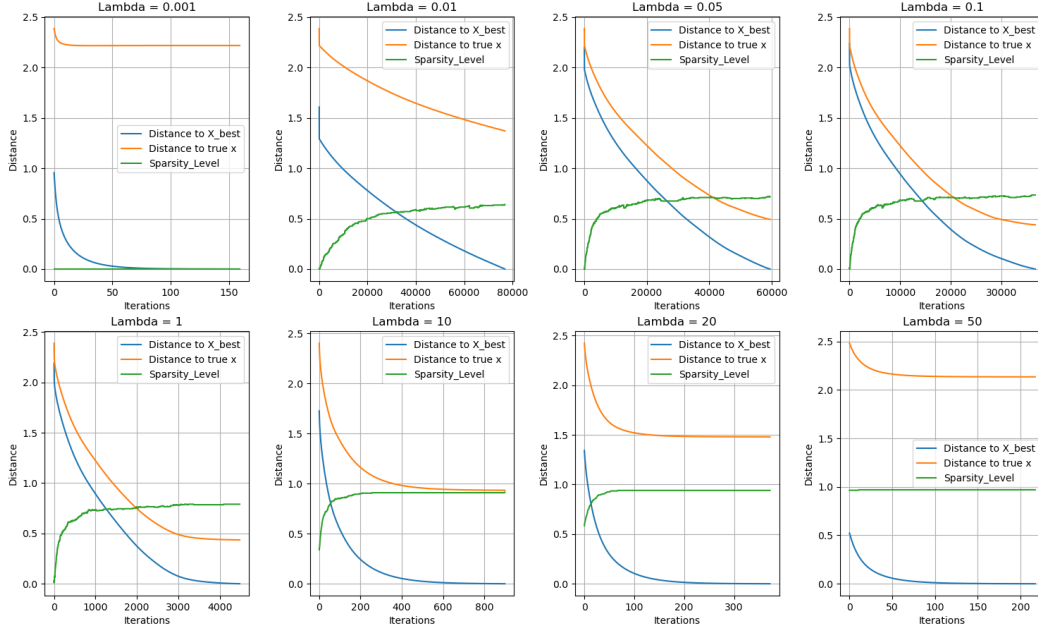 Lambda = 0.001
2.5
2.0
1.5
1.0
0.5
0.0
Distance
Distance to X_best
Distance to true x
Sparsity_Level
0
50
100
150
Iterations
Lambda = 0.01
2.5
2.0
1.5
1.0
0.5
0.0
Distance
Distance to X_best
Distance to true x
Sparsity_Level
0
20000
40000
60000
80000
Iterations
Lambda = 0.05
2.5
2.0
1.5
1.0
0.5
0.0
Distance
Distance to X_best
Distance to true x
Sparsity_Level
0
20000
40000
60000
Iterations
Lambda = 0.1
2.5
2.0
1.5
1.0
0.5
0.0
Distance
Distance to X_best
Distance to true x
Sparsity_Level
0
10000
20000
30000
Iterations
Lambda = 1
2.5
2.0
1.5
1.0
0.5
0.0
Distance
Distance to X_best
Distance to true x
Sparsity_Level
0
1000
2000
3000
4000
Iterations
Lambda = 10
2.5
2.0
1.5
1.0
0.5
0.0
Distance
Distance to X_best
Distance to true x
Sparsity_Level
0
200
400
600
800
Iterations
Lambda = 20
2.5
2.0
1.5
1.0
0.5
0.0
Distance
Distance to X_best
Distance to true x
Sparsity_Level
0
100
200
300
Iterations
Lambda = 50
2.5
2.0
1.5
1.0
0.5
0.0
Distance
Distance to X_best
Distance to true x
Sparsity_Level
0
50
100
150
200
Iterations